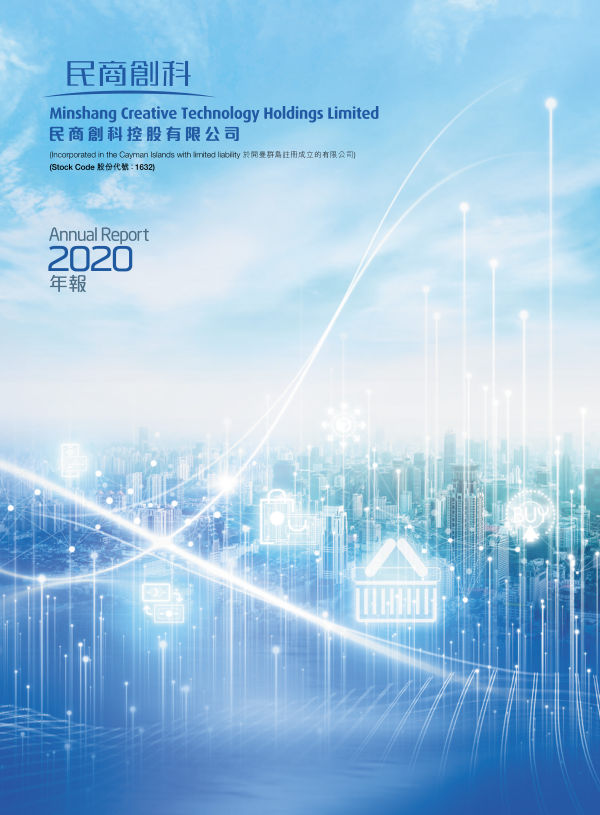 民商創科
Minshang Creative Technology Holdings Limited
民商創科控股有限公司
(Incorporated in the Cayman Islands with limited liability 於開曼群島註冊成立的有限公司)
(Stock Code 股份代號 : 1632)
Annual Report
2020
年報
BUY